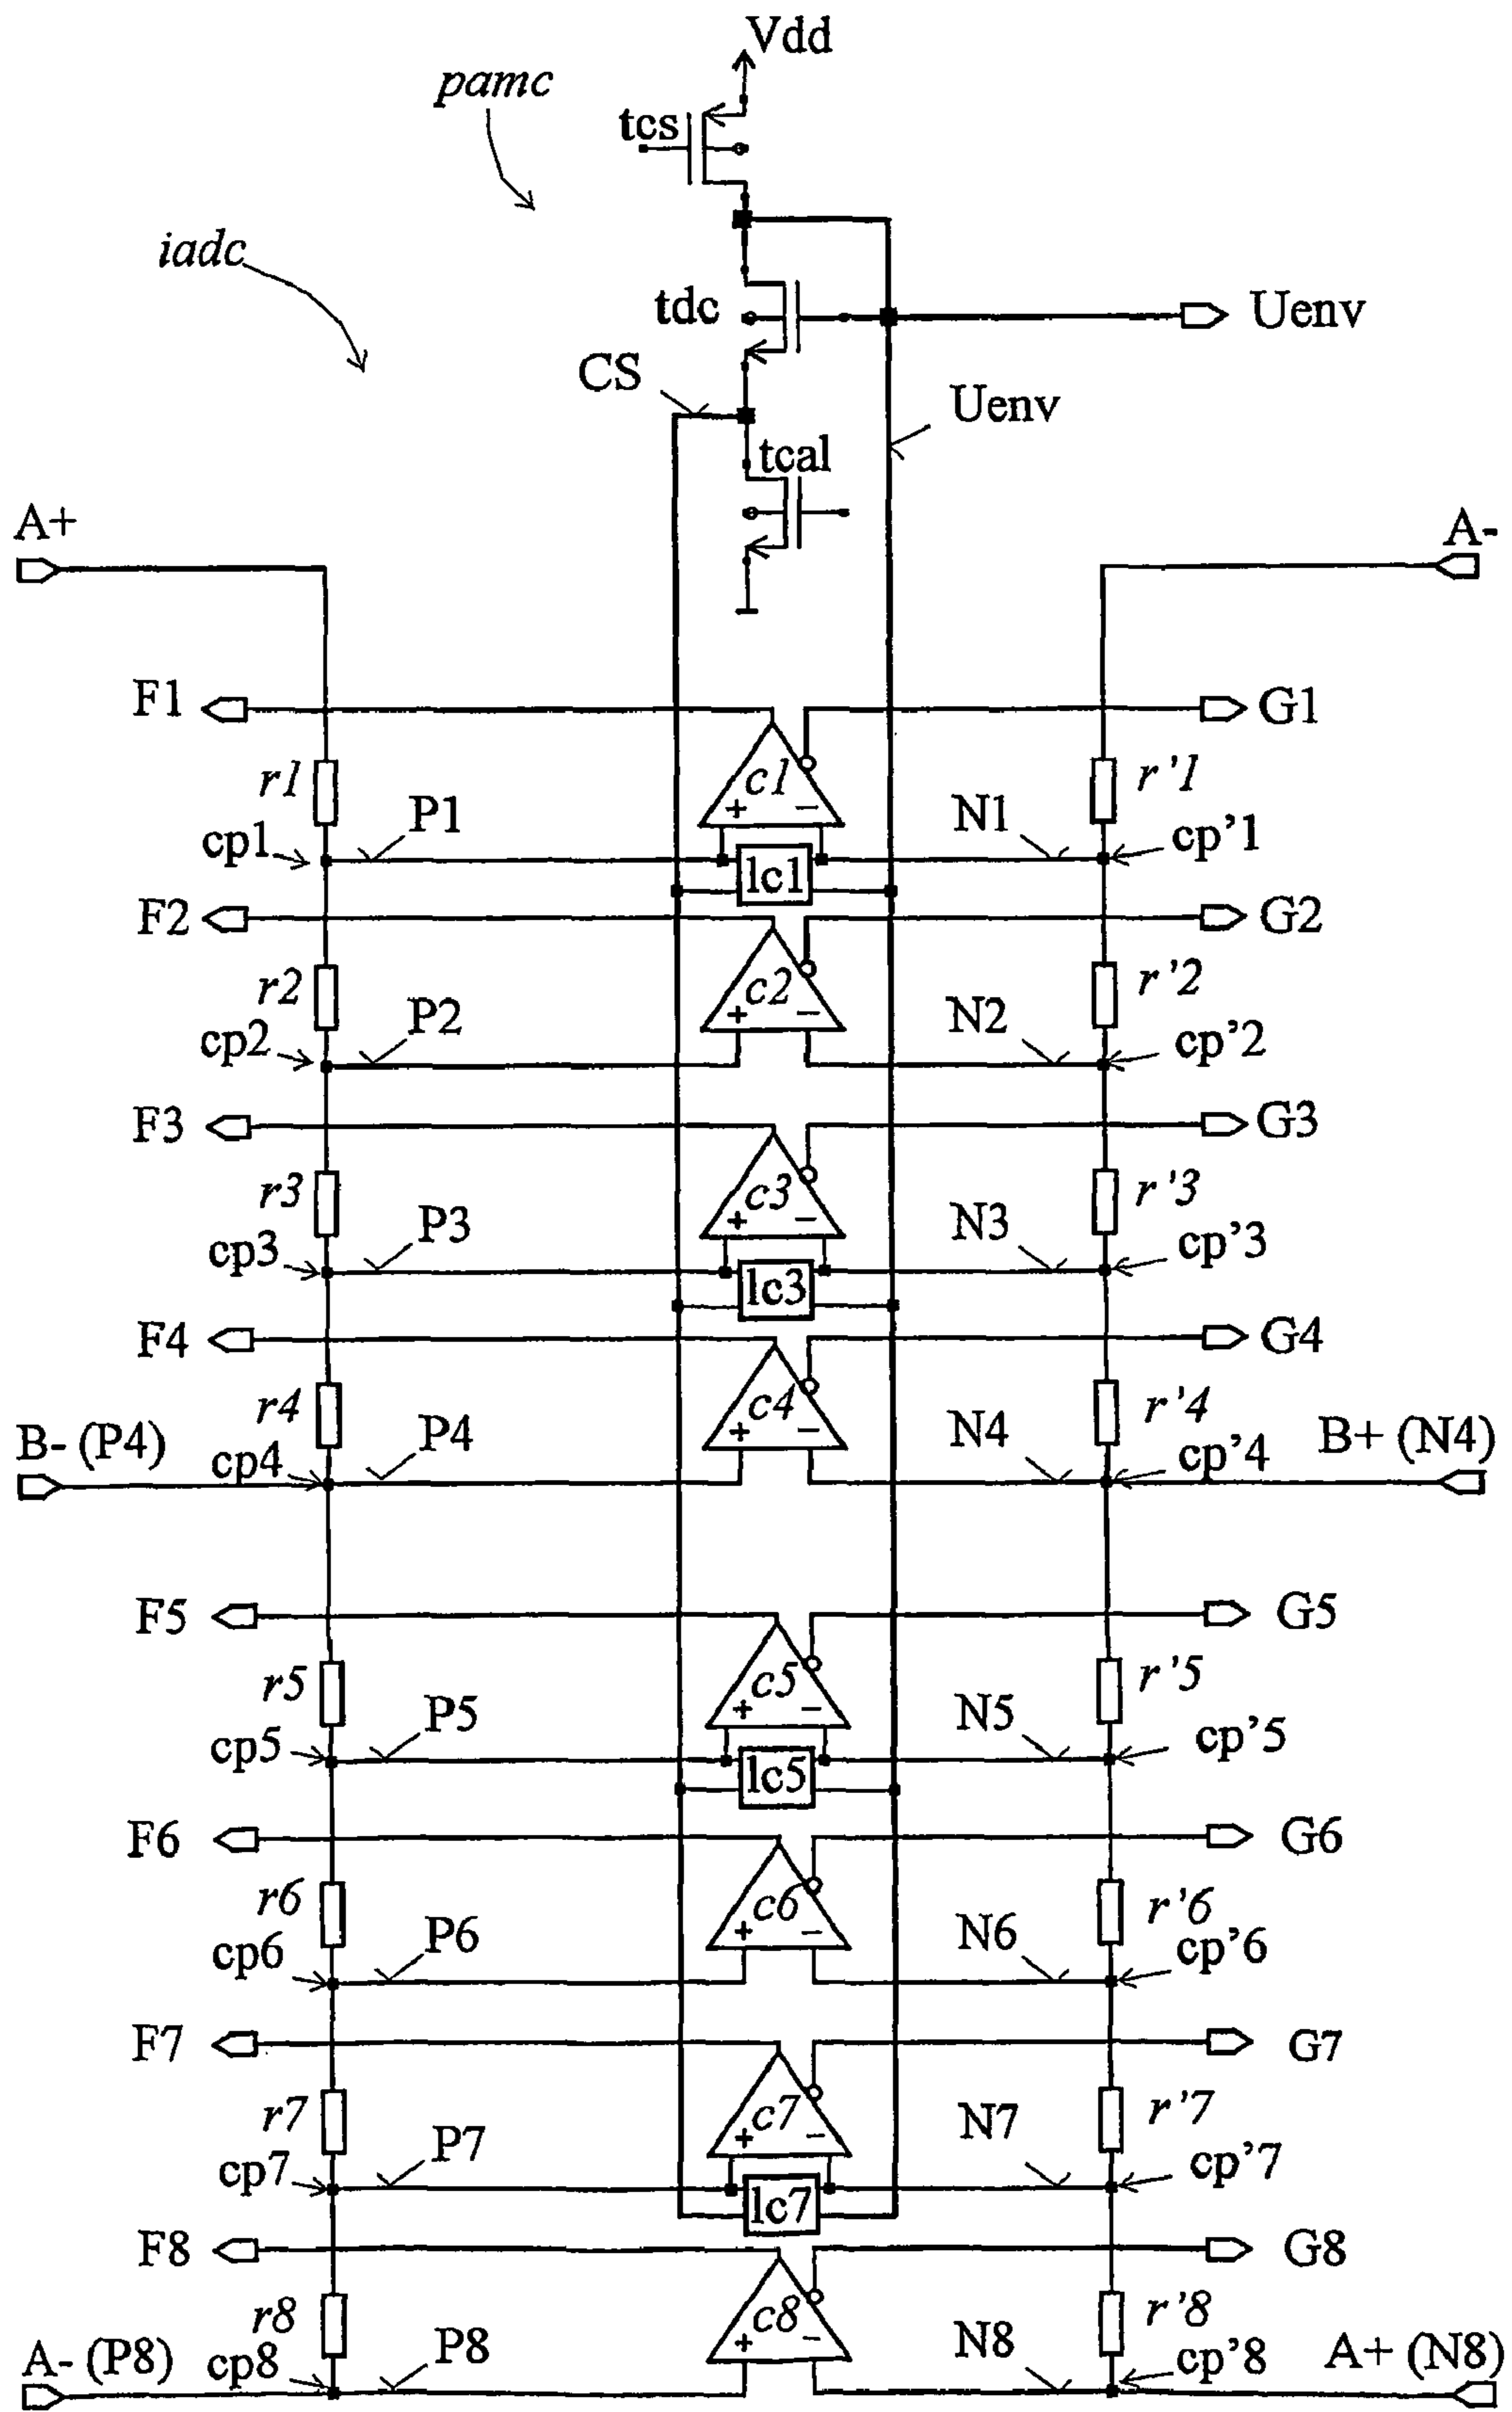 Vdd
pamc
tcs
iadc
tdc
Uenv
CS
Uenv
tcal
A+
A-
F1
G1
r1
c1
r'1
+ −
P1
N1
cp1
cp'1
lc1
F2
G2
r2
c2
r'2
+ −
P2
N2
cp2
cp'2
F3
G3
r3
c3
r'3
+ −
P3
N3
cp3
cp'3
lc3
F4
G4
r4
c4
r'4
+ −
B- (P4)
P4
N4
B+ (N4)
cp4
cp'4
F5
G5
r5
c5
r'5
+ −
P5
N5
cp5
cp'5
lc5
F6
G6
r6
c6
r'6
+ −
P6
N6
cp6
cp'6
F7
G7
r7
c7
r'7
+ −
P7
N7
cp7
cp'7
lc7
F8
G8
r8
c8
r'8
+ −
A- (P8)
cp8
P8
N8
cp'8
A+ (N8)